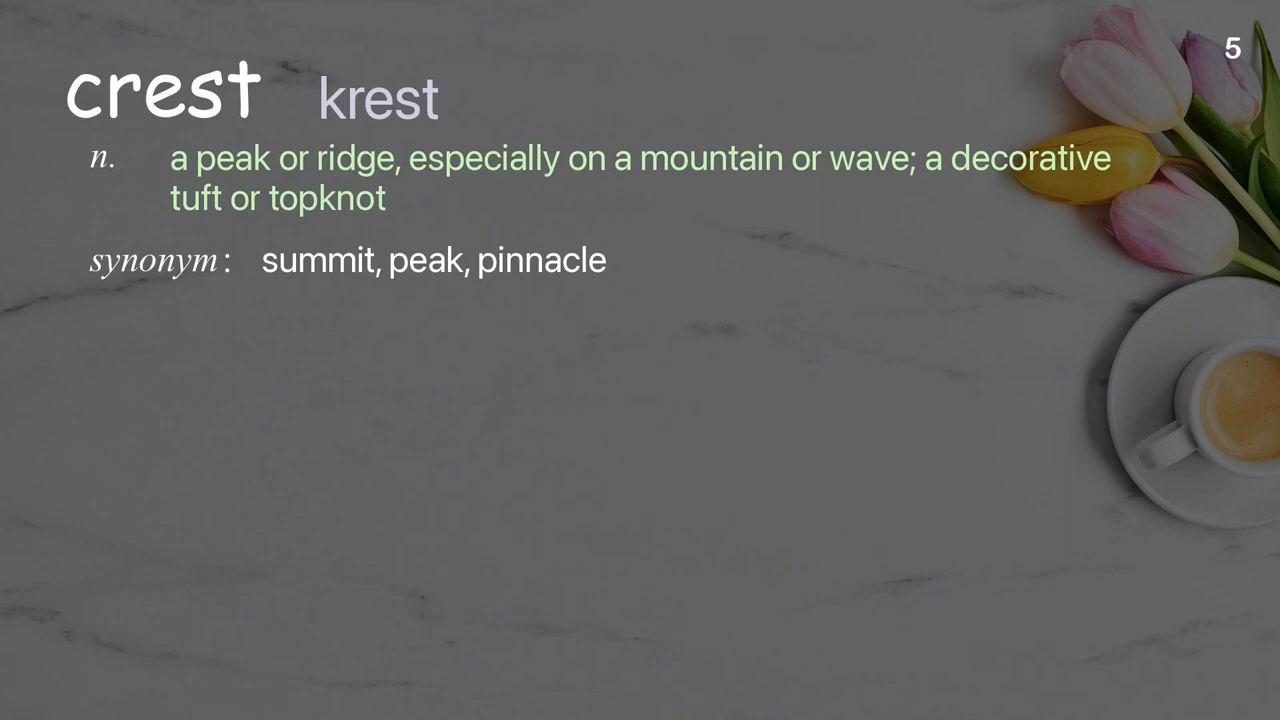 5
crest krest
n. a peak or ridge, especially on a mountain or wave; a decorative
tuft or topknot
synonym : summit, peak, pinnacle